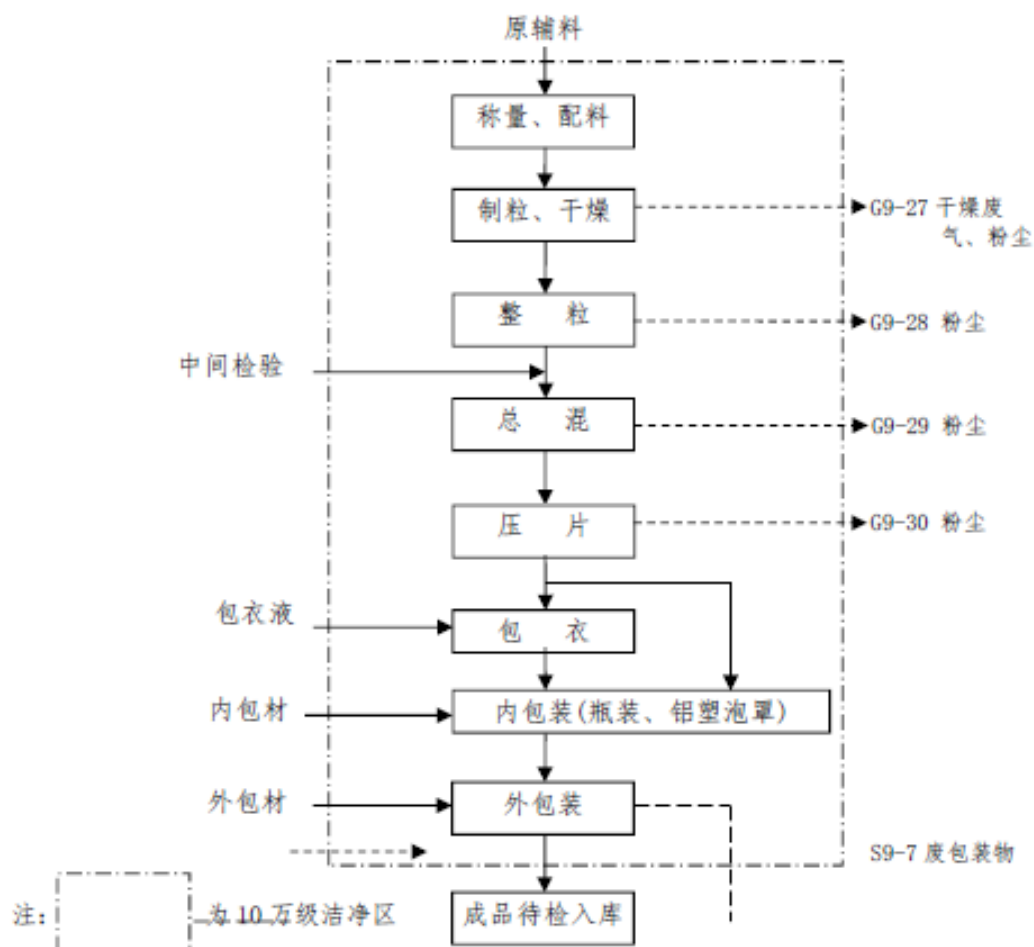 原辅料
称量、配料
制粒、干燥
G9-27 干燥废
气、粉尘
整 粒
G9-28 粉尘
中间检验
总 混
G9-29 粉尘
压 片
G9-30 粉尘
包衣液
包 衣
内包材
内包装(瓶装、铝塑泡罩)
外包材
外包装
S9-7 废包装物
注:
为10万级洁净区
成品待检入库